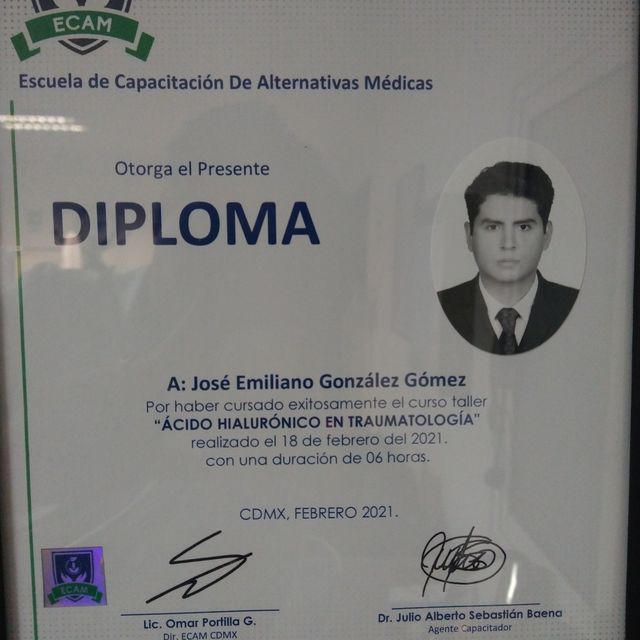 ECAM
Escuela de Capacitación De Alternativas Médicas
Otorga el Presente
DIPLOMA
A: José Emiliano González Gómez
Por haber cursado exitosamente el curso taller
“ÁCIDO HIALURÓNICO EN TRAUMATOLOGÍA”
realizado el 18 de febrero del 2021.
con una duración de 06 horas.
CDMX, FEBRERO 2021.
ECAM
Lic. Omar Portilla G.
Dir. ECAM CDMX
Dr. Julio Alberto Sebastián Baena
Agente Capacitador